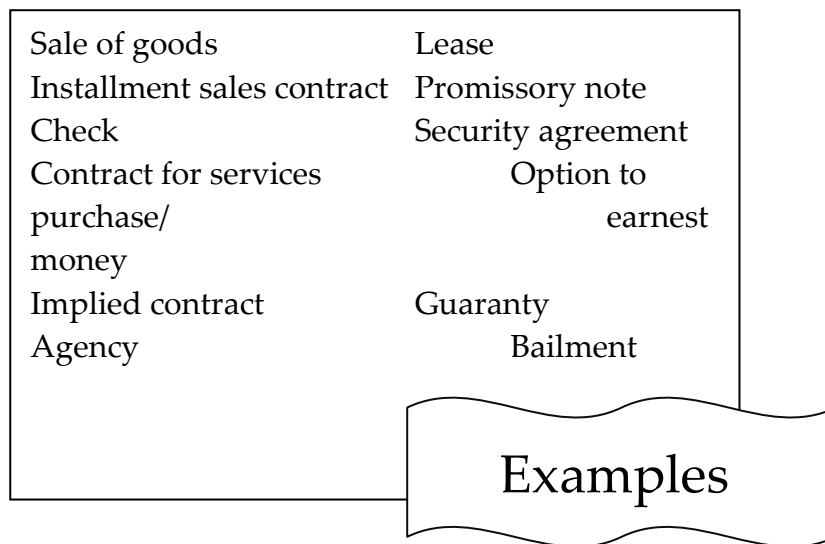 Sale of goods Lease
Installment sales contract Promissory note
Check Security agreement
Contract for services Option to
purchase/ earnest
money
Implied contract Guaranty
Agency Bailment
Examples